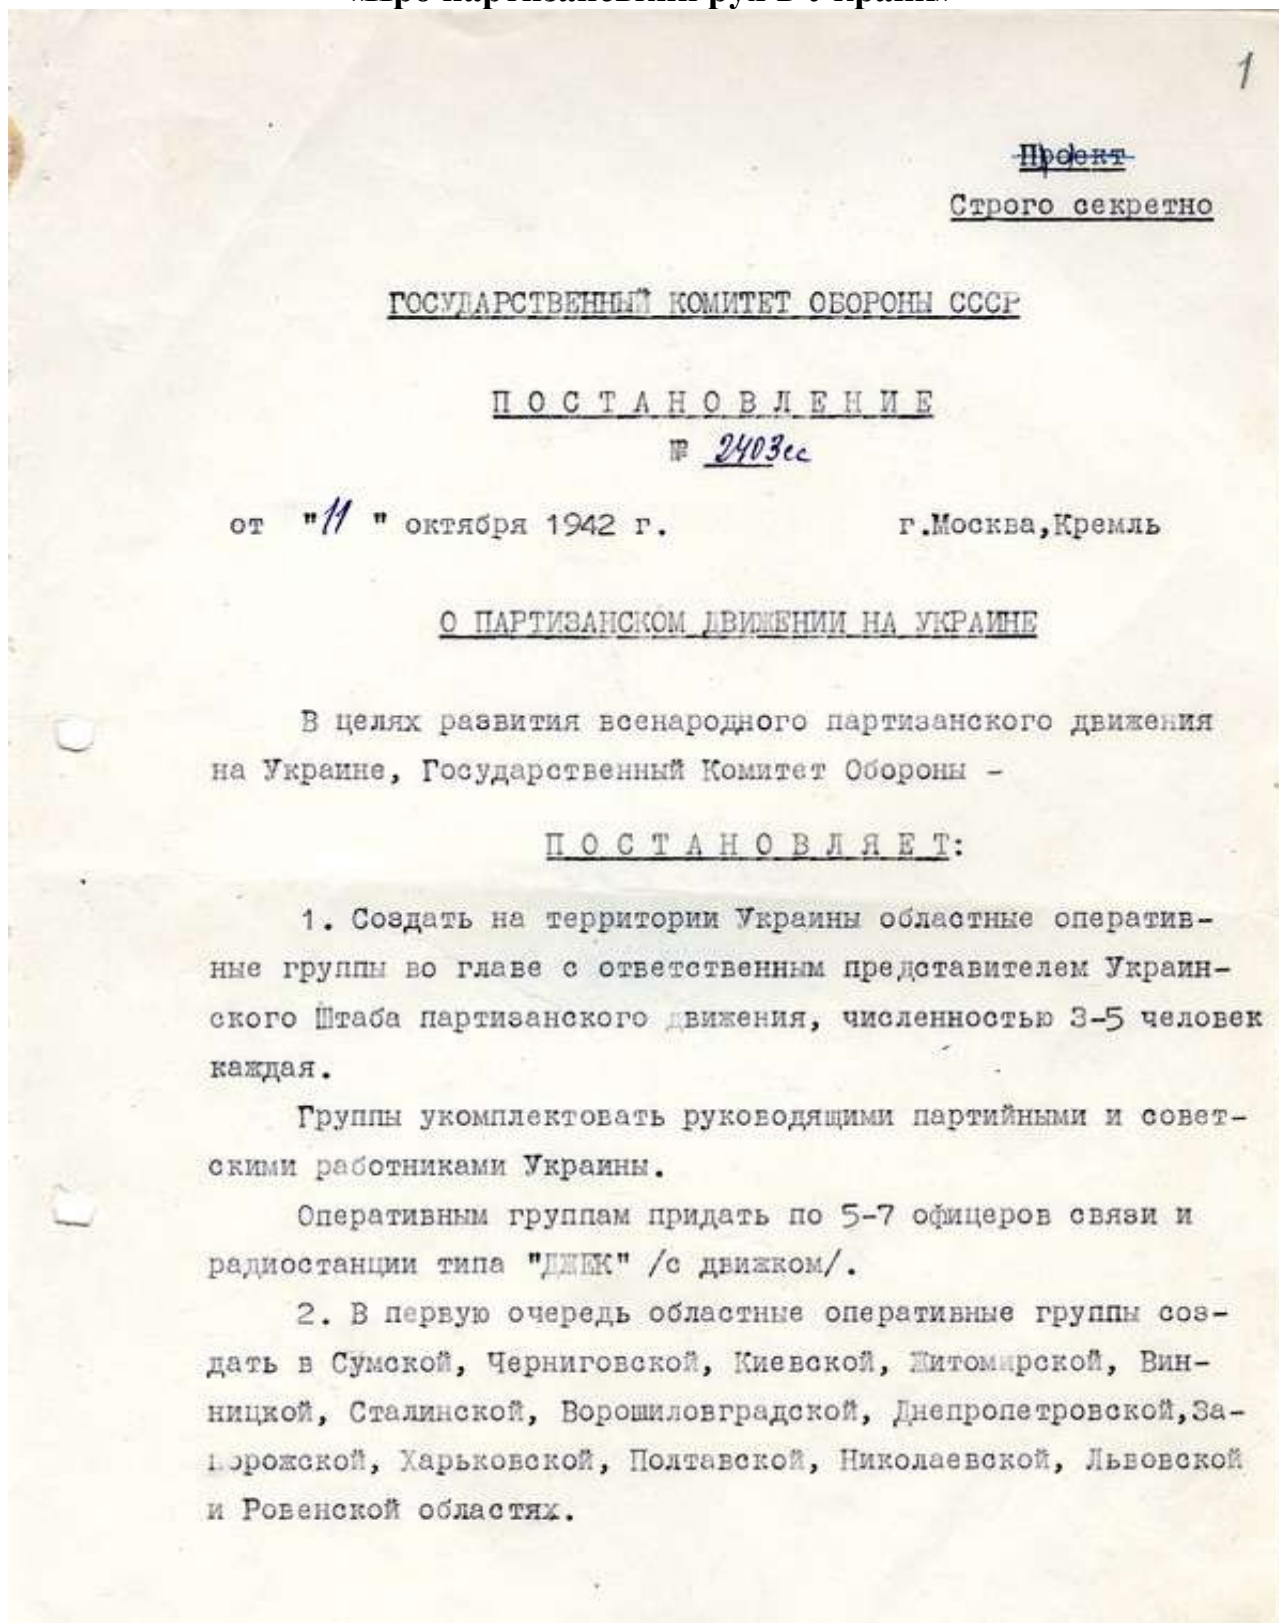 «Про партизанський рух в Україні»
1
Проект
Строго секретно
ГОСУДАРСТВЕННЫЙ КОМИТЕТ ОБОРОНЫ СССР
П О С Т А Н О В Л Е Н И Е
№ 2403сс
от "11" октября 1942 г. г.Москва,Кремль
О ПАРТИЗАНСКОМ ДВИЖЕНИИ НА УКРАИНЕ
В целях развития всенародного партизанского движения
на Украине, Государственный Комитет Обороны -
П О С Т А Н О В Л Я Е Т:
1. Создать на территории Украины областные оператив-
ные группы во главе с ответственным представителем Украин-
ского Штаба партизанского движения, численностью 3-5 человек
каждая.
Группы укомплектовать руководящими партийными и совет-
скими работниками Украины.
Оперативным группам придать по 5-7 офицеров связи и
радиостанции типа "ДЖЕК" /с движком/.
2. В первую очередь областные оперативные группы соз-
дать в Сумской, Черниговской, Киевской, Житомирской, Вин-
ницкой, Сталинской, Ворошиловградской, Днепропетровской,За-
порожской, Харьковской, Полтавской, Николаевской, Львовской
и Ровенской областях.